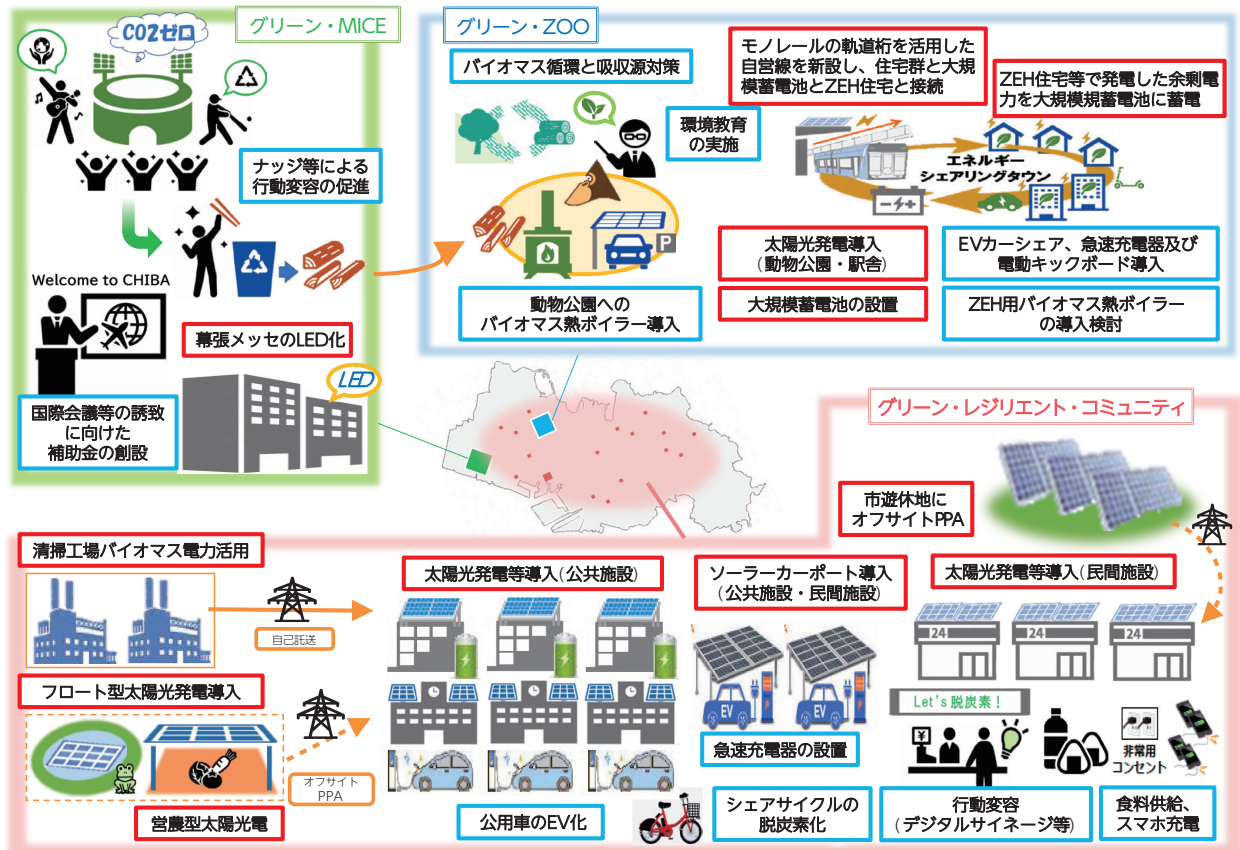 グリーン・MICE
CO2ゼロ
ナッジ等による
行動変容の促進
Welcome to CHIBA
幕張メッセのLED化
LED
国際会議等の誘致
に向けた
補助金の創設
グリーン・ZOO
バイオマス循環と吸収源対策
環境教育
の実施
P
動物公園への
バイオマス熱ボイラー導入
モノレールの軌道桁を活用した
自営線を新設し、住宅群と大規
模蓄電池とZEH住宅と接続
ZEH住宅等で発電した余剰電
力を大規模規蓄電池に蓄電
エネルギー
シェアリングタウン
太陽光発電導入
(動物公園・駅舎)
大規模蓄電池の設置
EVカーシェア、急速充電器及び
電動キックボード導入
ZEH用バイオマス熱ボイラー
の導入検討
グリーン・レジリエント・コミュニティ
市遊休地に
オフサイトPPA
清掃工場バイオマス電力活用
自己託送
フロート型太陽光発電導入
オフサイト
PPA
営農型太陽光電
太陽光発電等導入(公共施設)
公用車のEV化
ソーラーカーポート導入
(公共施設・民間施設)
EV
EV
急速充電器の設置
シェアサイクルの
脱炭素化
太陽光発電等導入(民間施設)
24
24
24
Let's 脱炭素!
¥
非常用
コンセント
行動変容
(デジタルサイネージ等)
食料供給、
スマホ充電